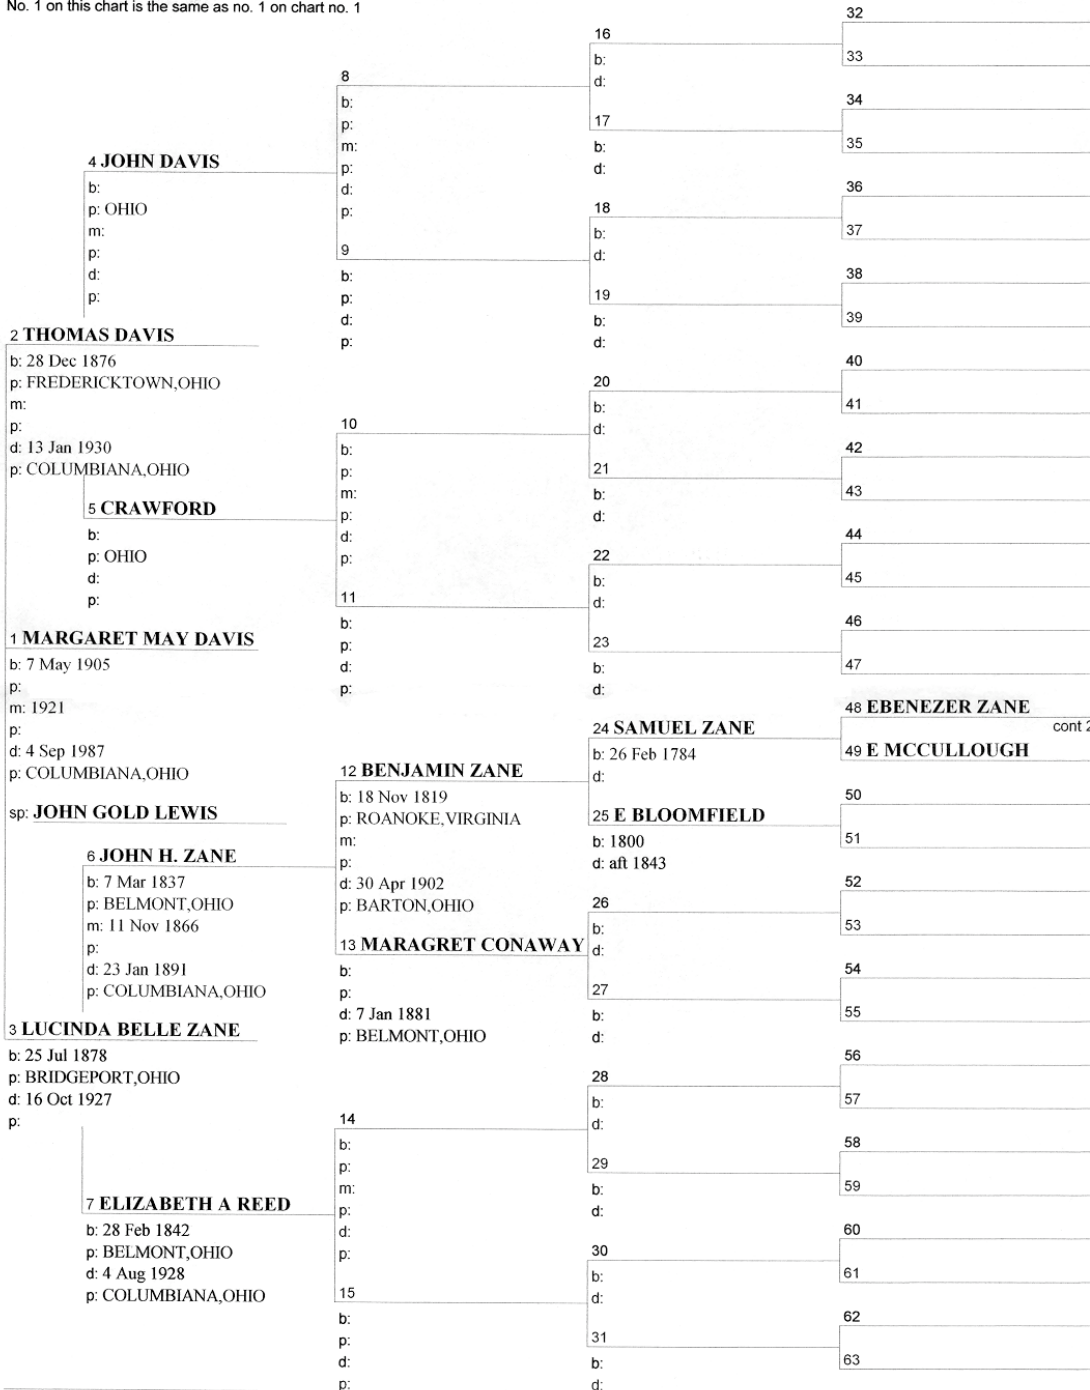 No. 1 on this chart is the same as no. 1 on chart no. 1
4 JOHN DAVIS
b:
p: OHIO
m:
p:
d:
p:
2 THOMAS DAVIS
b: 28 Dec 1876
p: FREDERICKTOWN,OHIO
m:
p:
d: 13 Jan 1930
p: COLUMBIANA,OHIO
5 CRAWFORD
b:
p: OHIO
d:
p:
1 MARGARET MAY DAVIS
b: 7 May 1905
p:
m: 1921
p:
d: 4 Sep 1987
p: COLUMBIANA,OHIO
sp: JOHN GOLD LEWIS
6 JOHN H. ZANE
b: 7 Mar 1837
p: BELMONT,OHIO
m: 11 Nov 1866
p:
d: 23 Jan 1891
p: COLUMBIANA,OHIO
3 LUCINDA BELLE ZANE
b: 25 Jul 1878
p: BRIDGEPORT,OHIO
d: 16 Oct 1927
p:
7 ELIZABETH A REED
b: 28 Feb 1842
p: BELMONT,OHIO
d: 4 Aug 1928
p: COLUMBIANA,OHIO
8
b:
p:
m:
p:
d:
p:
9
b:
p:
d:
p:
10
b:
p:
m:
p:
d:
p:
11
b:
p:
d:
p:
12 BENJAMIN ZANE
b: 18 Nov 1819
p: ROANOKE,VIRGINIA
m:
p:
d: 30 Apr 1902
p: BARTON,OHIO
13 MARAGRET CONAWAY
b:
p:
d: 7 Jan 1881
p: BELMONT,OHIO
14
b:
p:
m:
p:
d:
p:
15
b:
p:
d:
p:
16
b:
d:
17
b:
d:
18
b:
d:
19
b:
d:
20
b:
d:
21
b:
d:
22
b:
d:
23
b:
d:
24 SAMUEL ZANE
b: 26 Feb 1784
d:
25 E BLOOMFIELD
b: 1800
d: aft 1843
26
b:
d:
27
b:
d:
28
b:
d:
29
b:
d:
30
b:
d:
31
b:
d:
32
33
34
35
36
37
38
39
40
41
42
43
44
45
46
47
48 EBENEZER ZANE
cont 2
49 E MCCULLOUGH
50
51
52
53
54
55
56
57
58
59
60
61
62
63